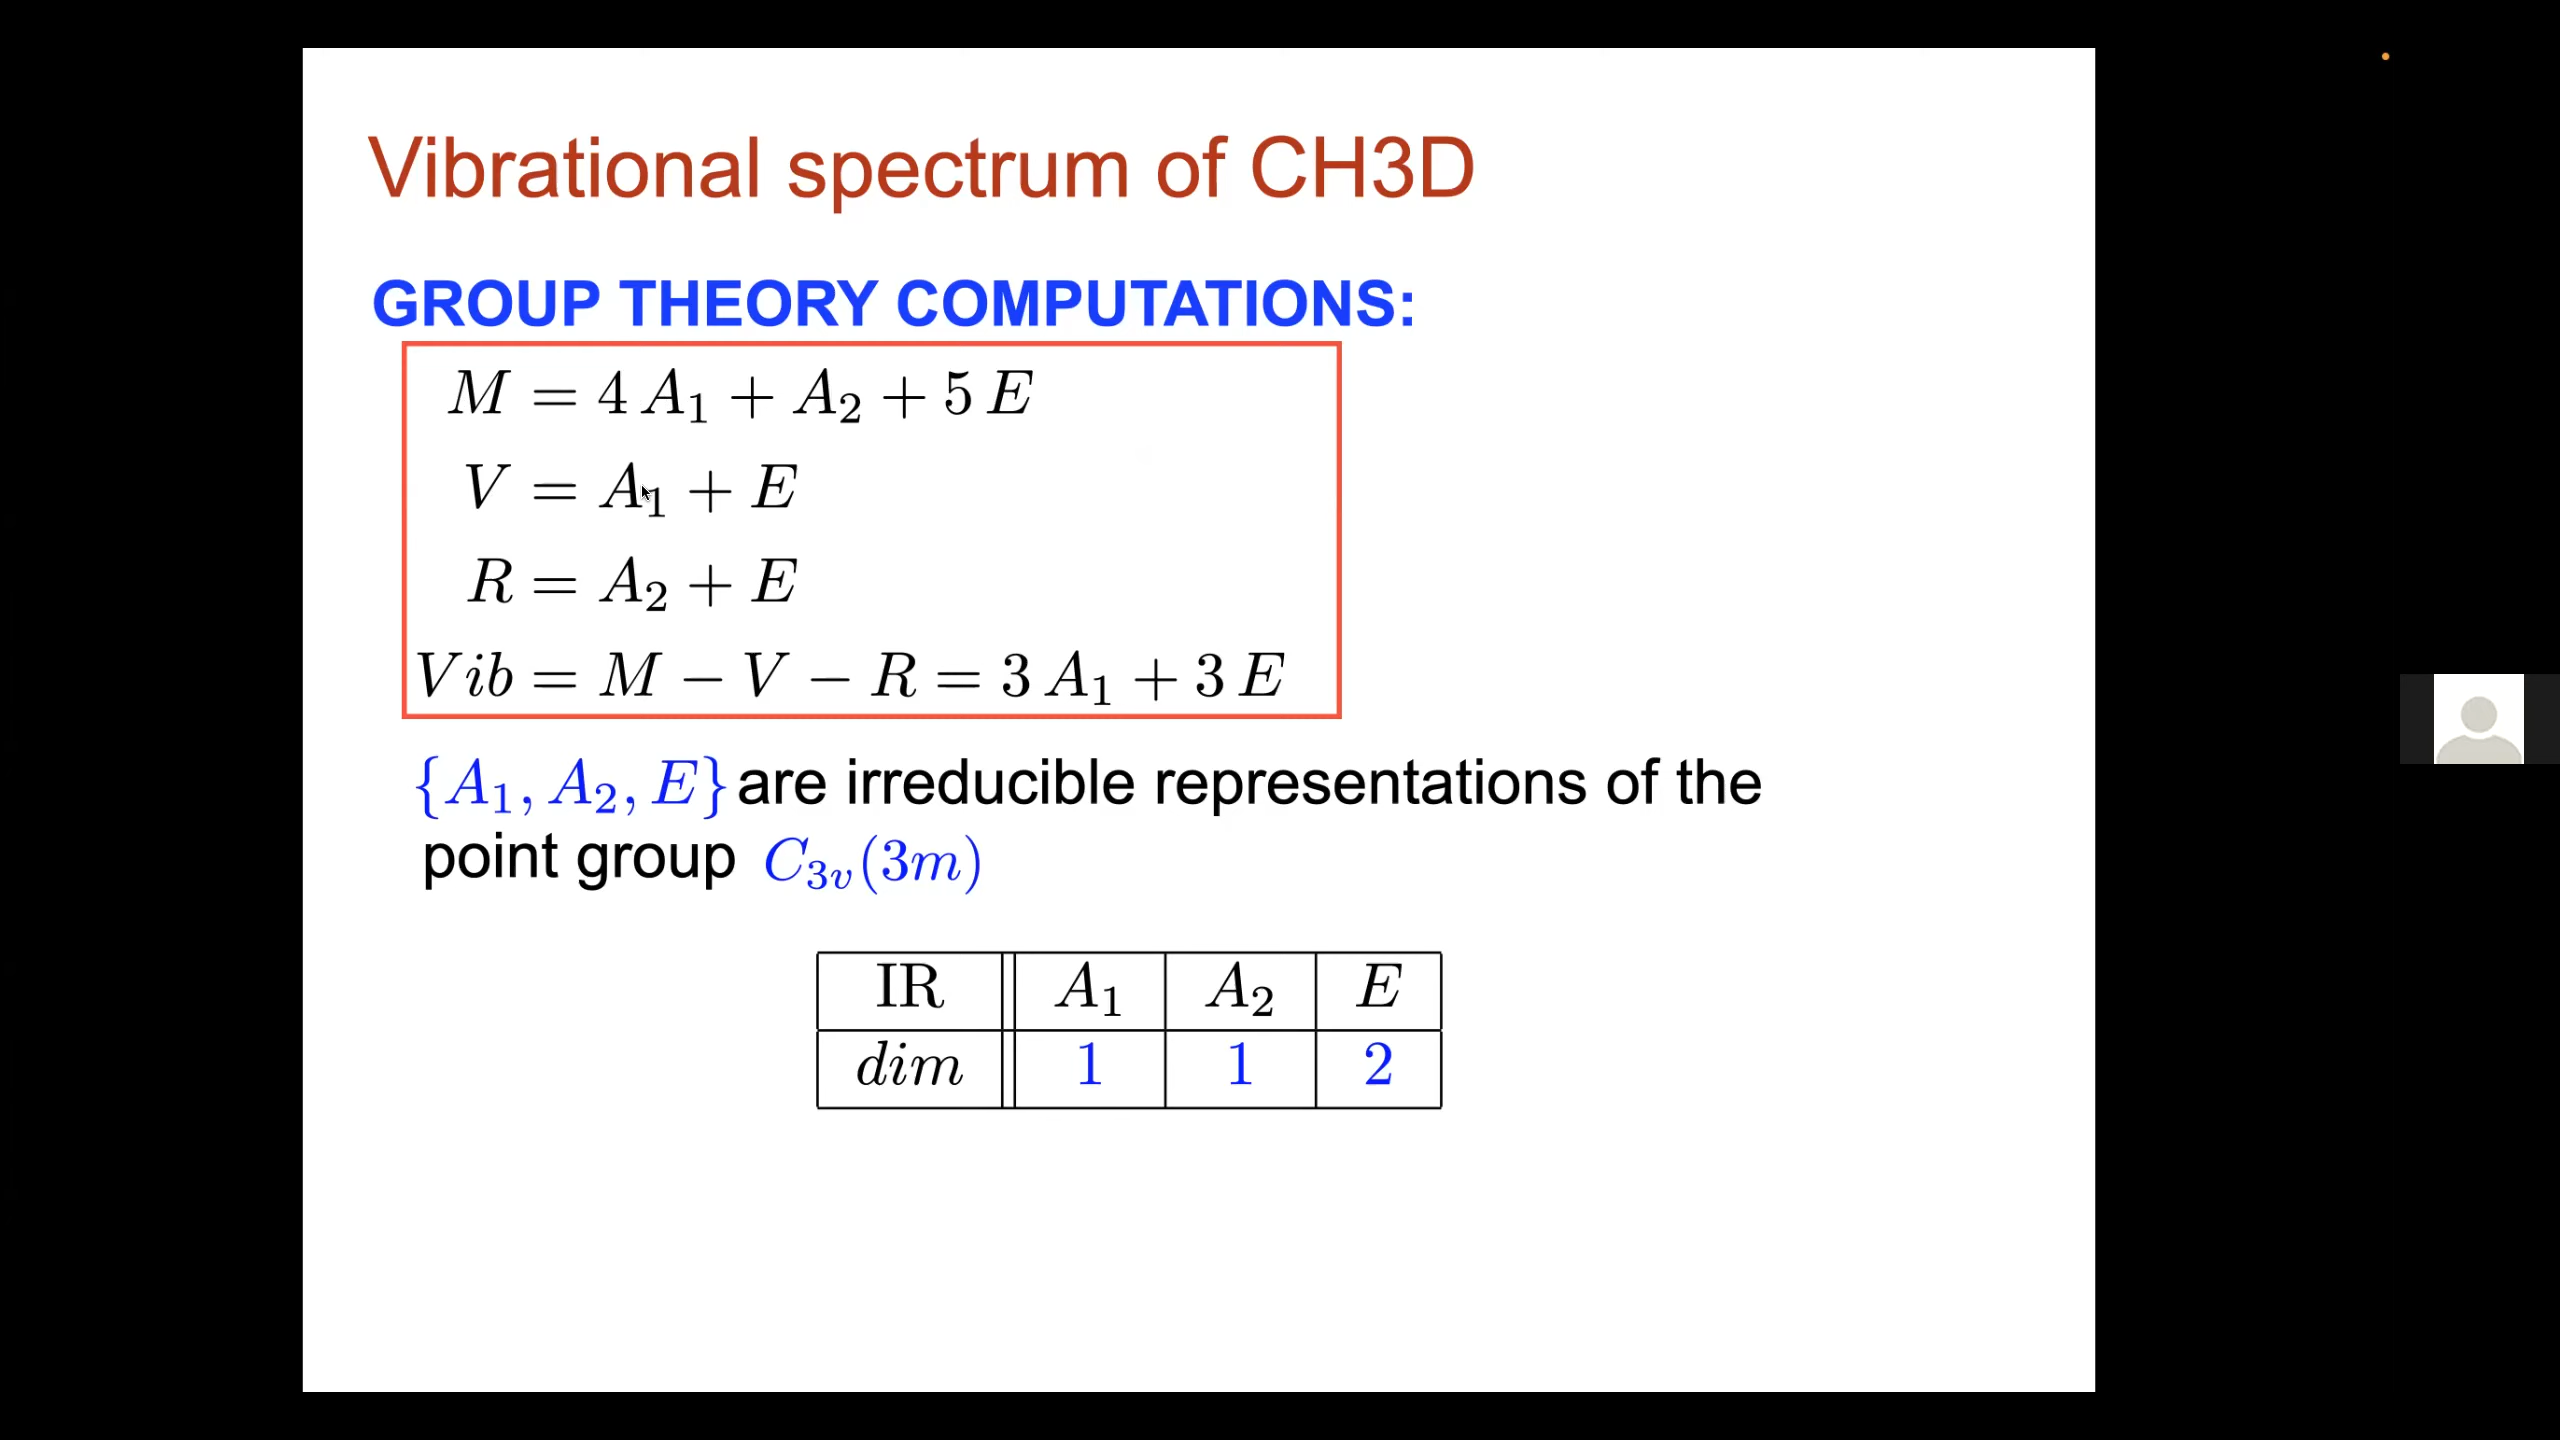 Vibrational spectrum of CH3D
GROUP THEORY COMPUTATIONS:
M = 4 A₁ + A₂ + 5 E
V = A₁ + E
R = A₂ + E
Vib = M − V − R = 3 A₁ + 3 E
{A₁, A₂, E} are irreducible representations of the
point group C₃ᵥ(3m)
IR A₁ A₂ E
dim 1 1 2